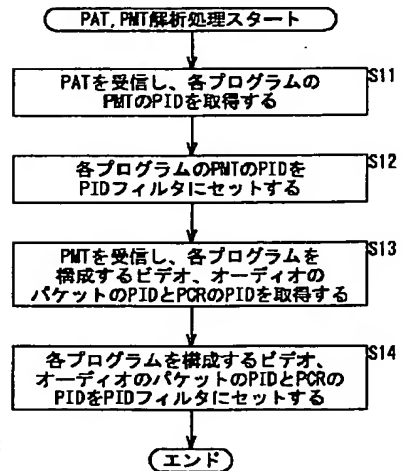 PAT,PMT解析処理スタート
S11
PATを受信し、各プログラムの
PMTのPIDを取得する
S12
各プログラムのPMTのPIDを
PIDフィルタにセットする
S13
PMTを受信し、各プログラムを
構成するビデオ、オーディオの
パケットのPIDとPCRのPIDを取得する
S14
各プログラムを構成するビデオ、
オーディオのパケットのPIDとPCRの
PIDをPIDフィルタにセットする
エンド